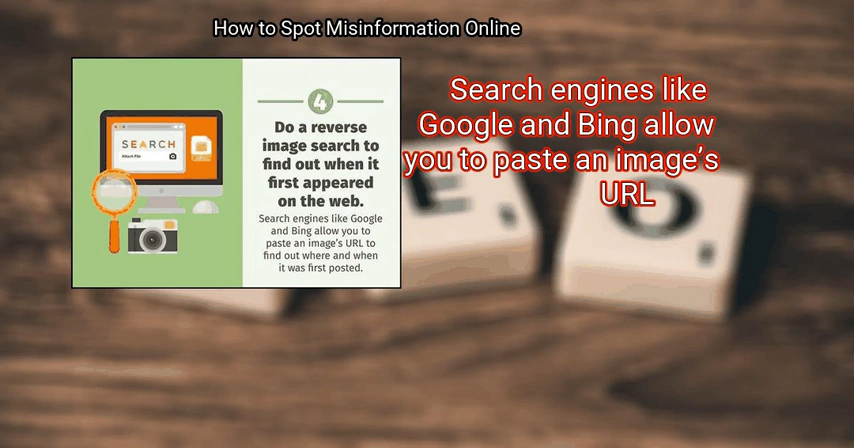 How to Spot Misinformation Online
SEARCH
Attach File
4
Do a reverse
image search to
find out when it
first appeared
on the web.
Search engines like Google
and Bing allow you to
paste an image's URL to
find out where and when
it was first posted.
Search engines like
Google and Bing allow
you to paste an image’s
URL